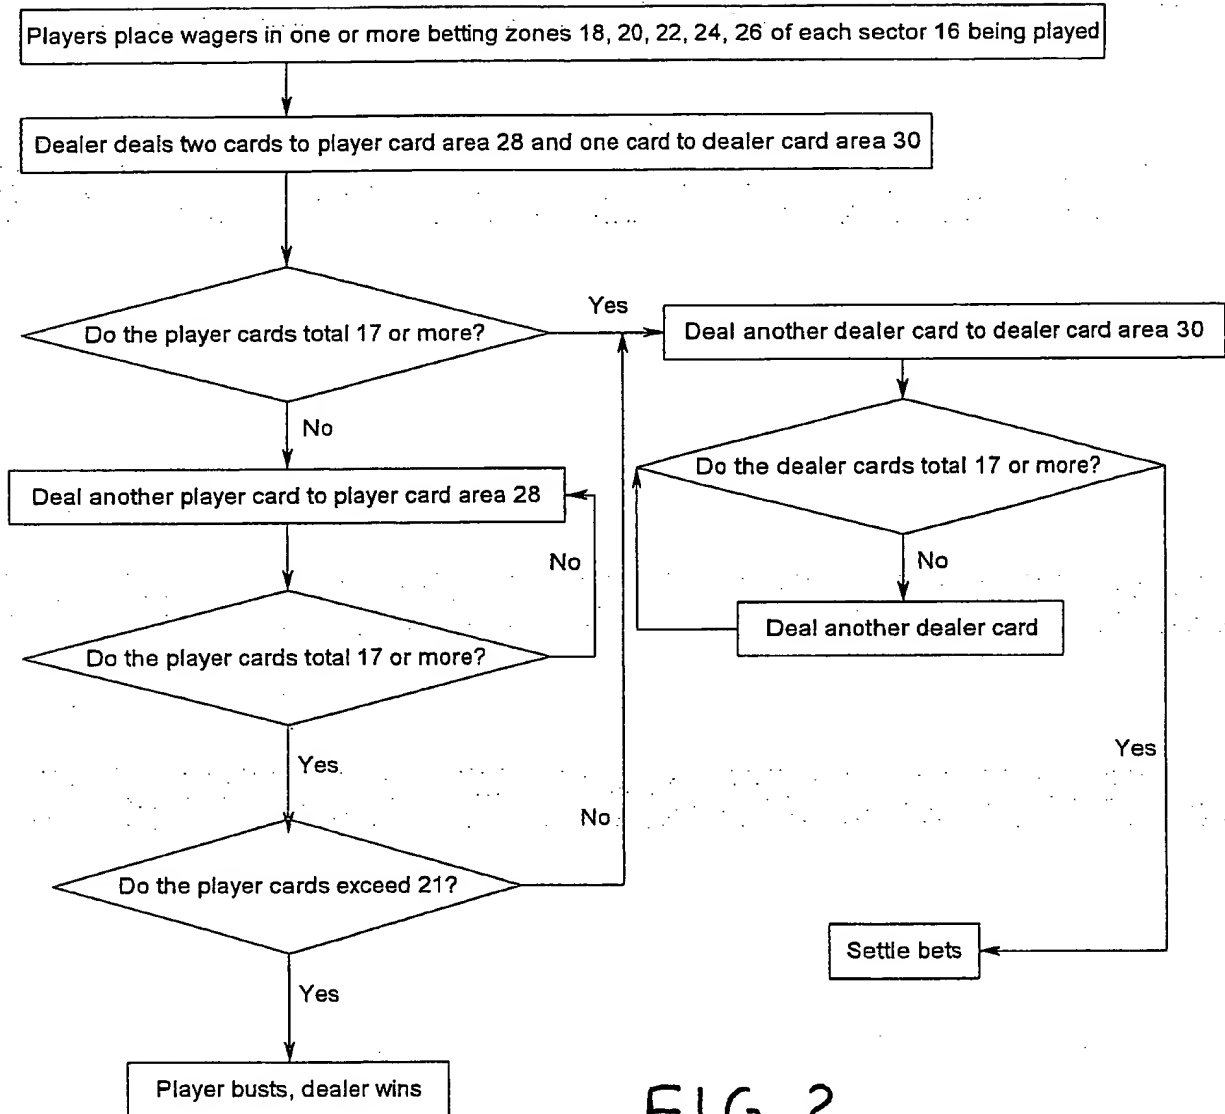 Players place wagers in one or more betting zones 18, 20, 22, 24, 26 of each sector 16 being played
Dealer deals two cards to player card area 28 and one card to dealer card area 30
Do the player cards total 17 or more?
Yes
Deal another dealer card to dealer card area 30
No
Do the dealer cards total 17 or more?
Deal another player card to player card area 28
No
No
Deal another dealer card
Do the player cards total 17 or more?
Yes
Yes
No
Do the player cards exceed 21?
Settle bets
Yes
Player busts, dealer wins
FIG. 2